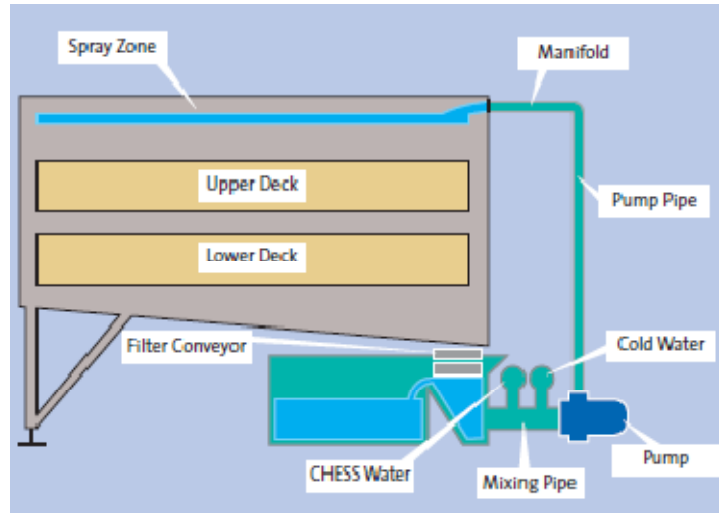 Spray Zone
Manifold
Upper Deck
Pump Pipe
Lower Deck
Filter Conveyor
Cold Water
CHESS Water
Mixing Pipe
Pump